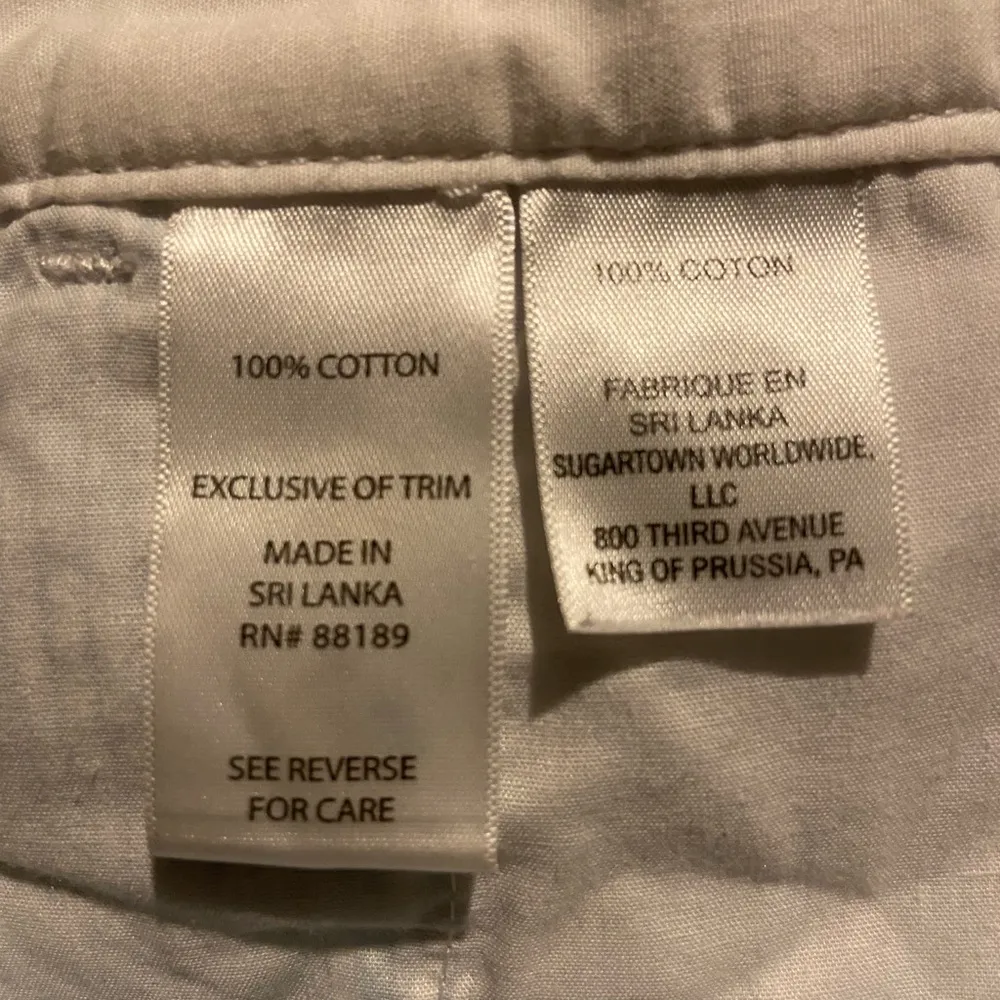 100% COTTON
EXCLUSIVE OF TRIM
MADE IN
SRI LANKA
RN# 88189
SEE REVERSE
FOR CARE
100% COTON
FABRIQUE EN
SRI LANKA
SUGARTOWN WORLDWIDE,
LLC
800 THIRD AVENUE
KING OF PRUSSIA, PA